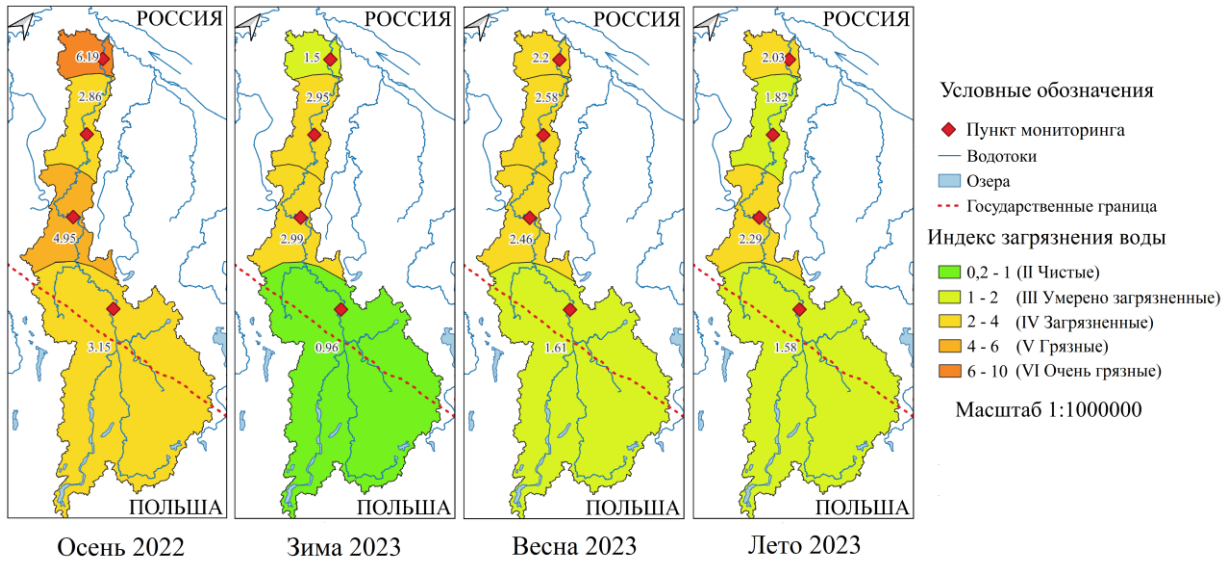 РОССИЯ
6.19
2.86
4.95
3.15
ПОЛЬША
Осень 2022
РОССИЯ
1.5
2.95
2.99
0.96
ПОЛЬША
Зима 2023
РОССИЯ
2.2
2.58
2.46
1.61
ПОЛЬША
Весна 2023
РОССИЯ
2.03
1.82
2.29
1.58
ПОЛЬША
Лето 2023
Условные обозначения
Пункт мониторинга
Водотоки
Озера
Государственные граница
Индекс загрязнения воды
0,2 - 1 (II Чистые)
1 - 2 (III Умерено загрязненные)
2 - 4 (IV Загрязненные)
4 - 6 (V Грязные)
6 - 10 (VI Очень грязные)
Масштаб 1:1000000